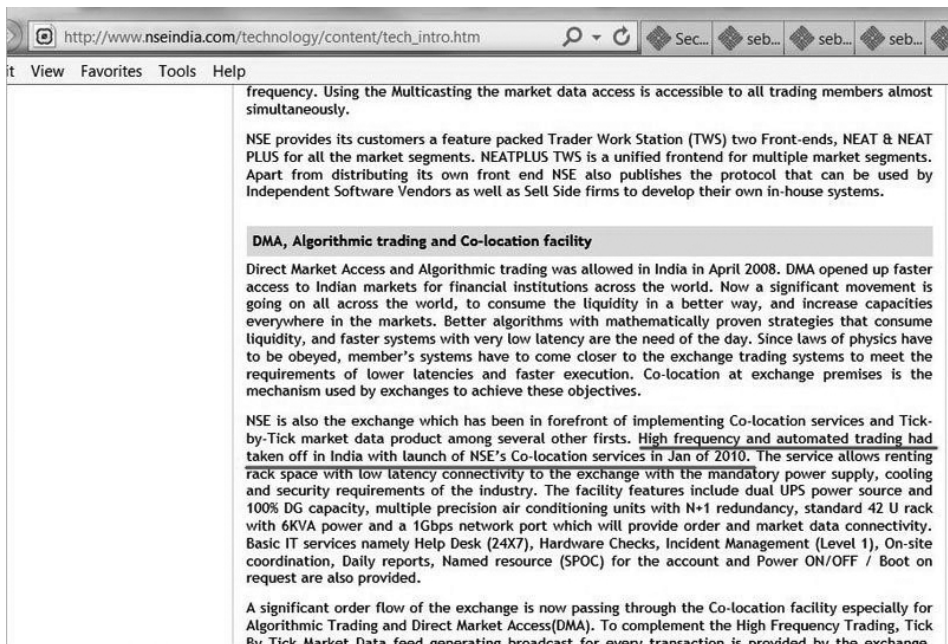 http://www.nseindia.com/technology/content/tech_intro.htm
Sec... seb... seb... seb...
it View Favorites Tools Help
frequency. Using the Multicasting the market data access is accessible to all trading members almost
simultaneously.
NSE provides its customers a feature packed Trader Work Station (TWS) two Front-ends, NEAT & NEAT
PLUS for all the market segments. NEATPLUS TWS is a unified frontend for multiple market segments.
Apart from distributing its own front end NSE also publishes the protocol that can be used by
Independent Software Vendors as well as Sell Side firms to develop their own in-house systems.
DMA, Algorithmic trading and Co-location facility
Direct Market Access and Algorithmic trading was allowed in India in April 2008. DMA opened up faster
access to Indian markets for financial institutions across the world. Now a significant movement is
going on all across the world, to consume the liquidity in a better way, and increase capacities
everywhere in the markets. Better algorithms with mathematically proven strategies that consume
liquidity, and faster systems with very low latency are the need of the day. Since laws of physics have
to be obeyed, member's systems have to come closer to the exchange trading systems to meet the
requirements of lower latencies and faster execution. Co-location at exchange premises is the
mechanism used by exchanges to achieve these objectives.
NSE is also the exchange which has been in forefront of implementing Co-location services and Tick-
by-Tick market data product among several other firsts. High frequency and automated trading had
taken off in India with launch of NSE's Co-location services in Jan of 2010. The service allows renting
rack space with low latency connectivity to the exchange with the mandatory power supply, cooling
and security requirements of the industry. The facility features include dual UPS power source and
100% DG capacity, multiple precision air conditioning units with N+1 redundancy, standard 42 U rack
with 6KVA power and a 1Gbps network port which will provide order and market data connectivity.
Basic IT services namely Help Desk (24X7), Hardware Checks, Incident Management (Level 1), On-site
coordination, Daily reports, Named resource (SPOC) for the account and Power ON/OFF / Boot on
request are also provided.
A significant order flow of the exchange is now passing through the Co-location facility especially for
Algorithmic Trading and Direct Market Access(DMA). To complement the High Frequency Trading, Tick
By Tick Market Data feed generating broadcast for every transaction is provided by the exchange.